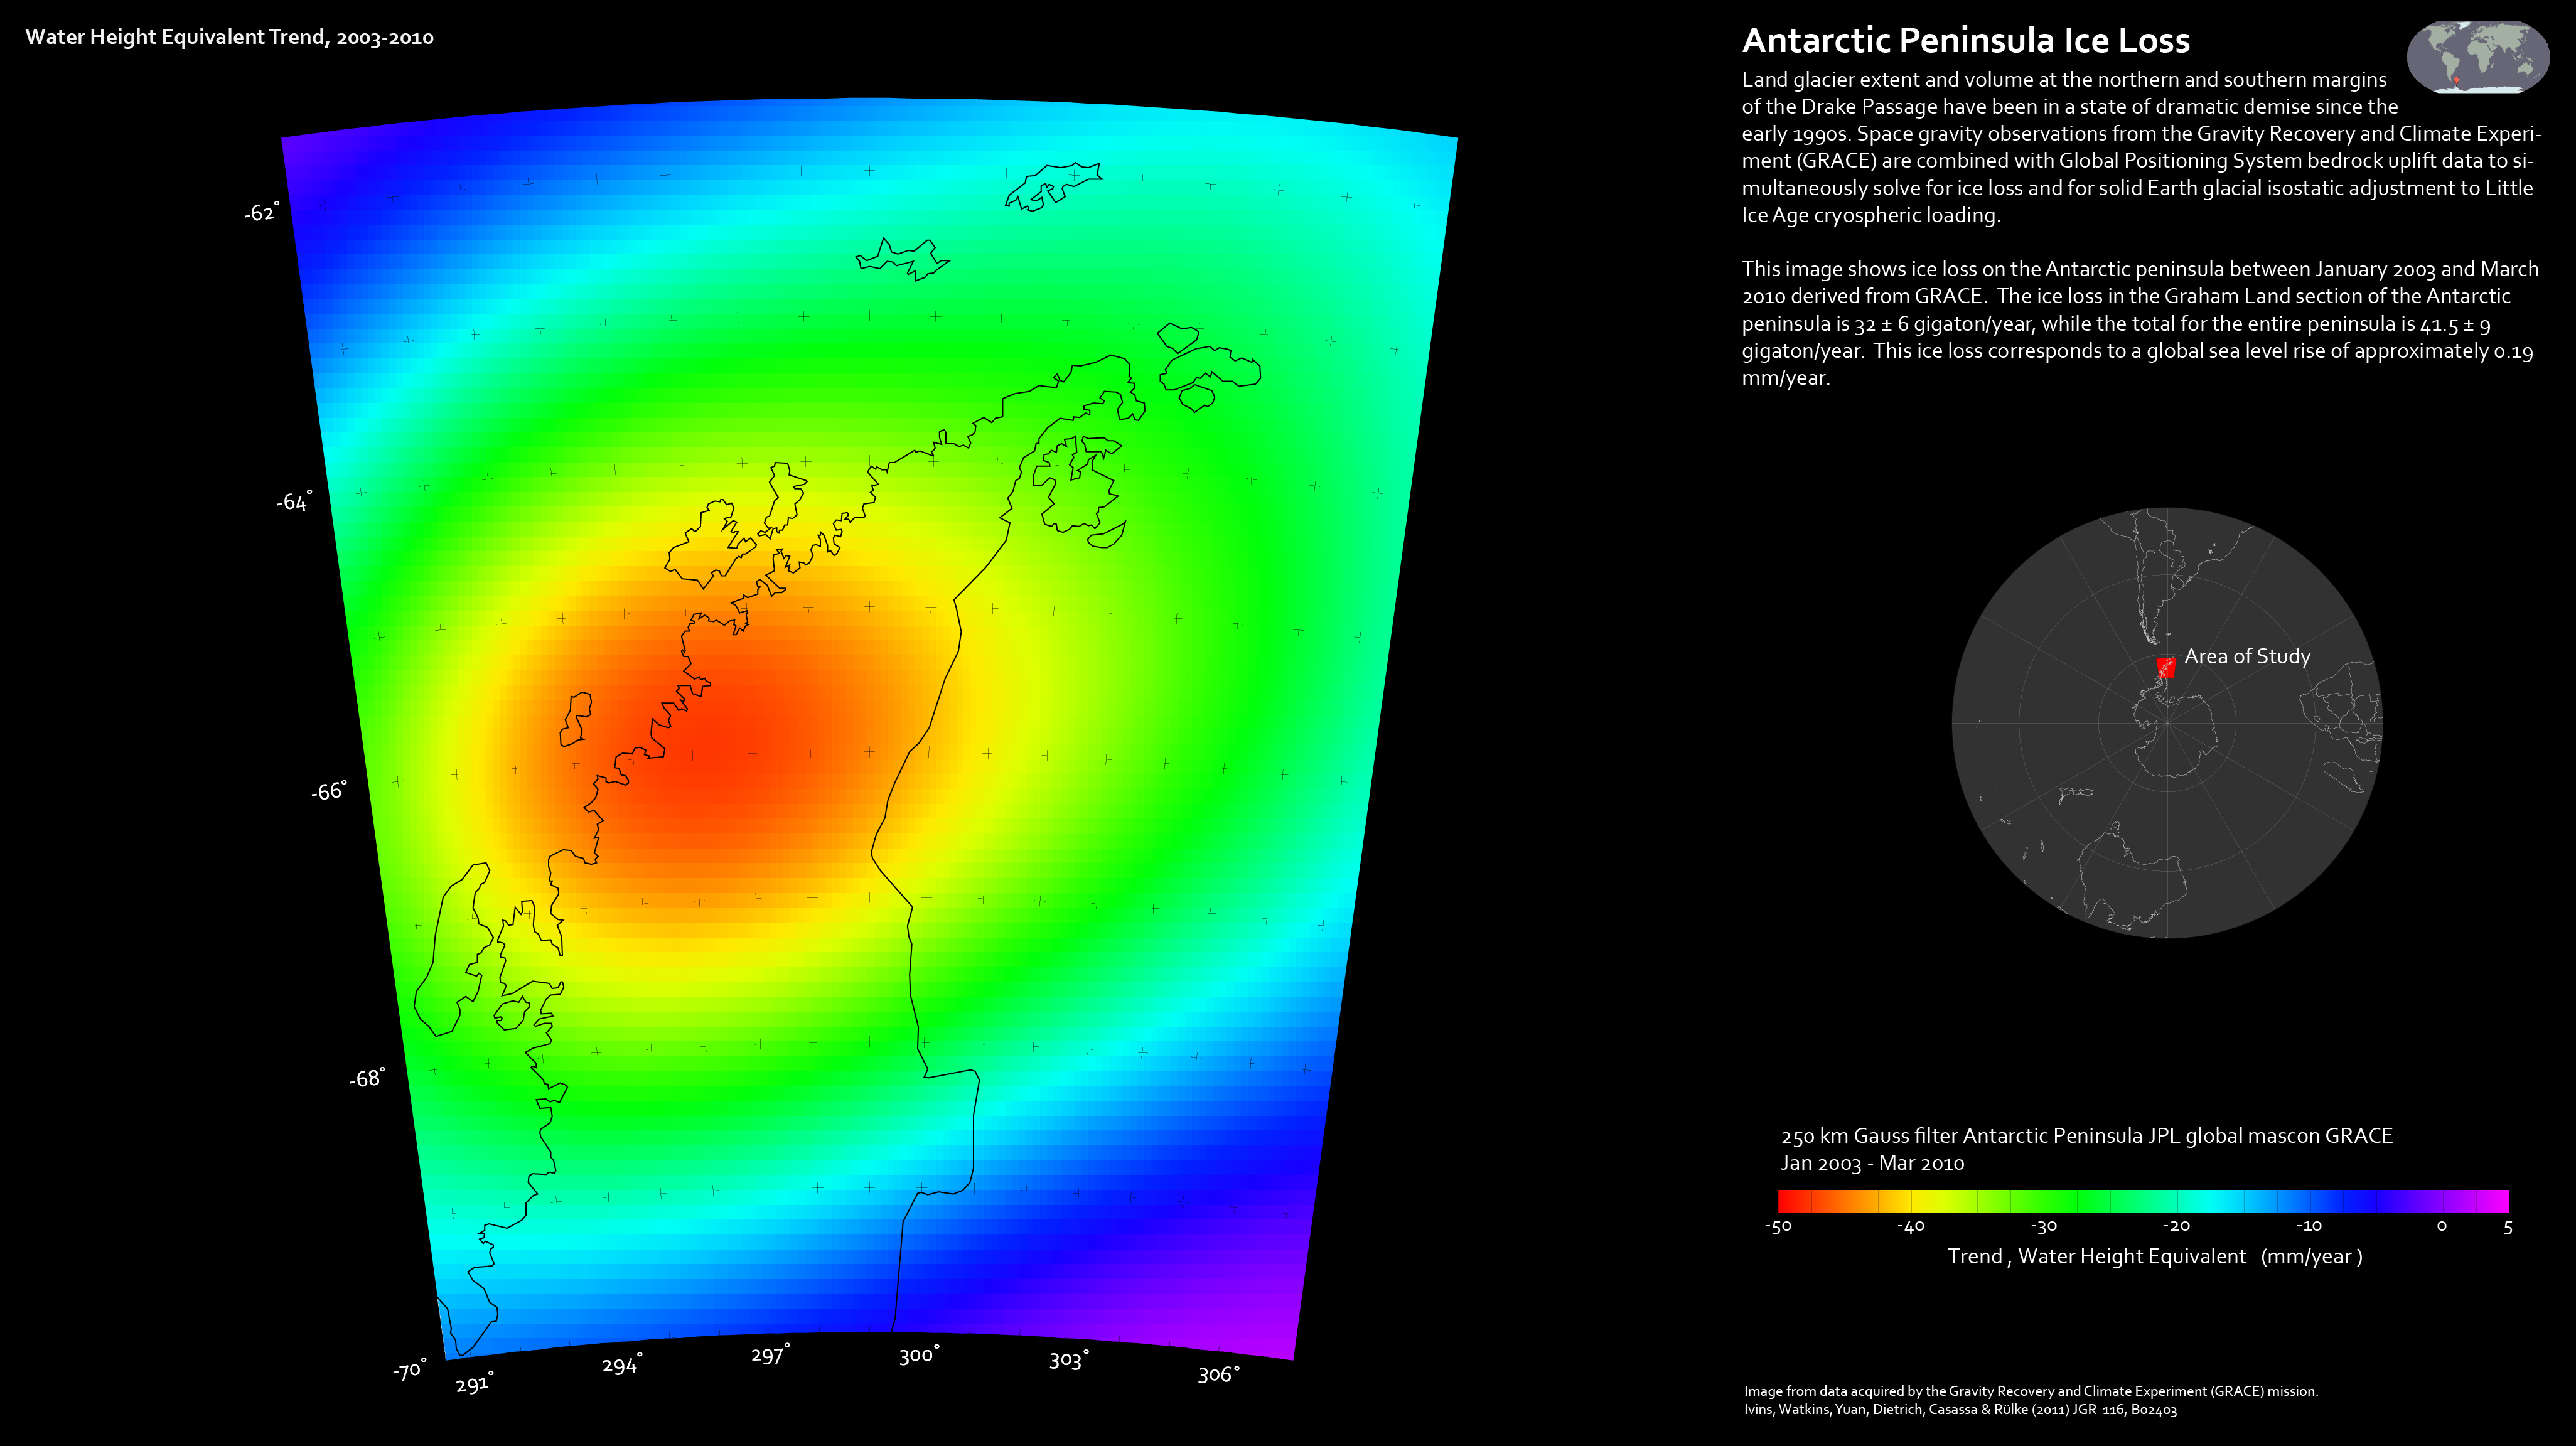 Water Height Equivalent Trend, 2003-2010
Antarctic Peninsula Ice Loss
Land glacier extent and volume at the northern and southern margins
of the Drake Passage have been in a state of dramatic demise since the
early 1990s. Space gravity observations from the Gravity Recovery and Climate Experi-
ment (GRACE) are combined with Global Positioning System bedrock uplift data to si-
multaneously solve for ice loss and for solid Earth glacial isostatic adjustment to Little
Ice Age cryospheric loading.
This image shows ice loss on the Antarctic peninsula between January 2003 and March
2010 derived from GRACE.  The ice loss in the Graham Land section of the Antarctic
peninsula is 32 ± 6 gigaton/year, while the total for the entire peninsula is 41.5 ± 9
gigaton/year.  This ice loss corresponds to a global sea level rise of approximately 0.19
mm/year.
-62°
-64°
-66°
-68°
-70°
291°
294°
297°
300°
303°
306°
Area of Study
250 km Gauss filter Antarctic Peninsula JPL global mascon GRACE
Jan 2003 - Mar 2010
-50 -40 -30 -20 -10 0 5
Trend , Water Height Equivalent (mm/year )
Image from data acquired by the Gravity Recovery and Climate Experiment (GRACE) mission.
Ivins, Watkins, Yuan, Dietrich, Casassa & Rülke (2011) JGR 116, B02403